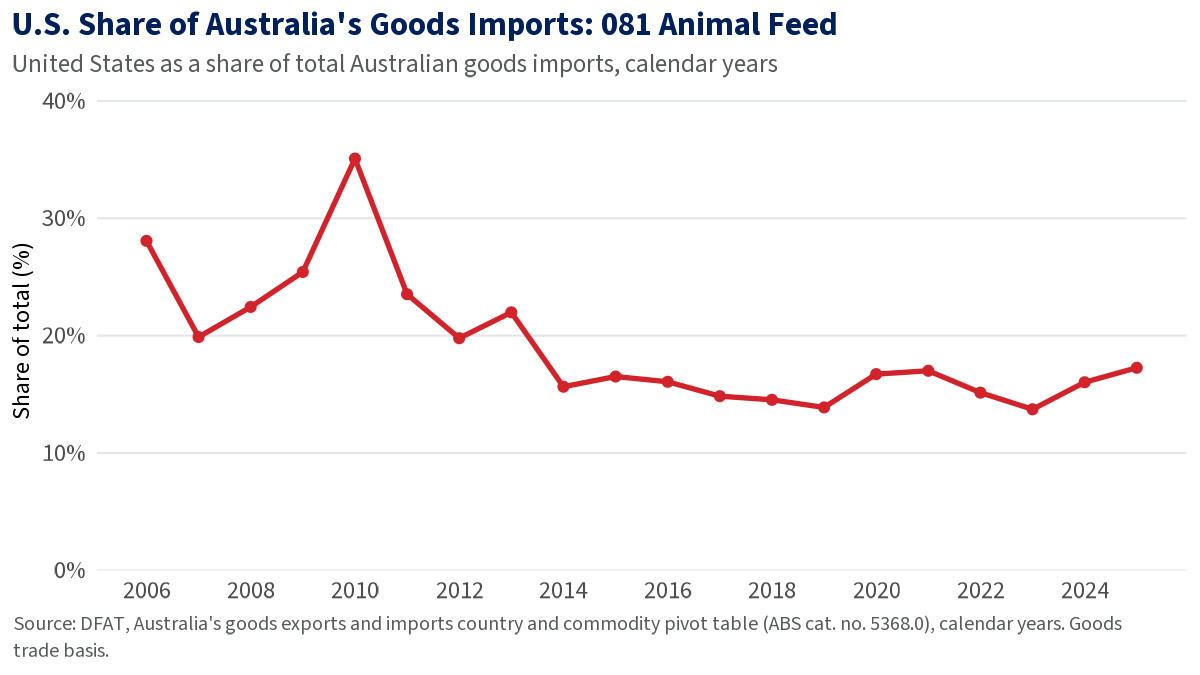 U.S. Share of Australia's Goods Imports: 081 Animal Feed
United States as a share of total Australian goods imports, calendar years
40%
30%
20%
10%
0%
Share of total (%)
2006 2008 2010 2012 2014 2016 2018 2020 2022 2024
Source: DFAT, Australia's goods exports and imports country and commodity pivot table (ABS cat. no. 5368.0), calendar years. Goods
trade basis.